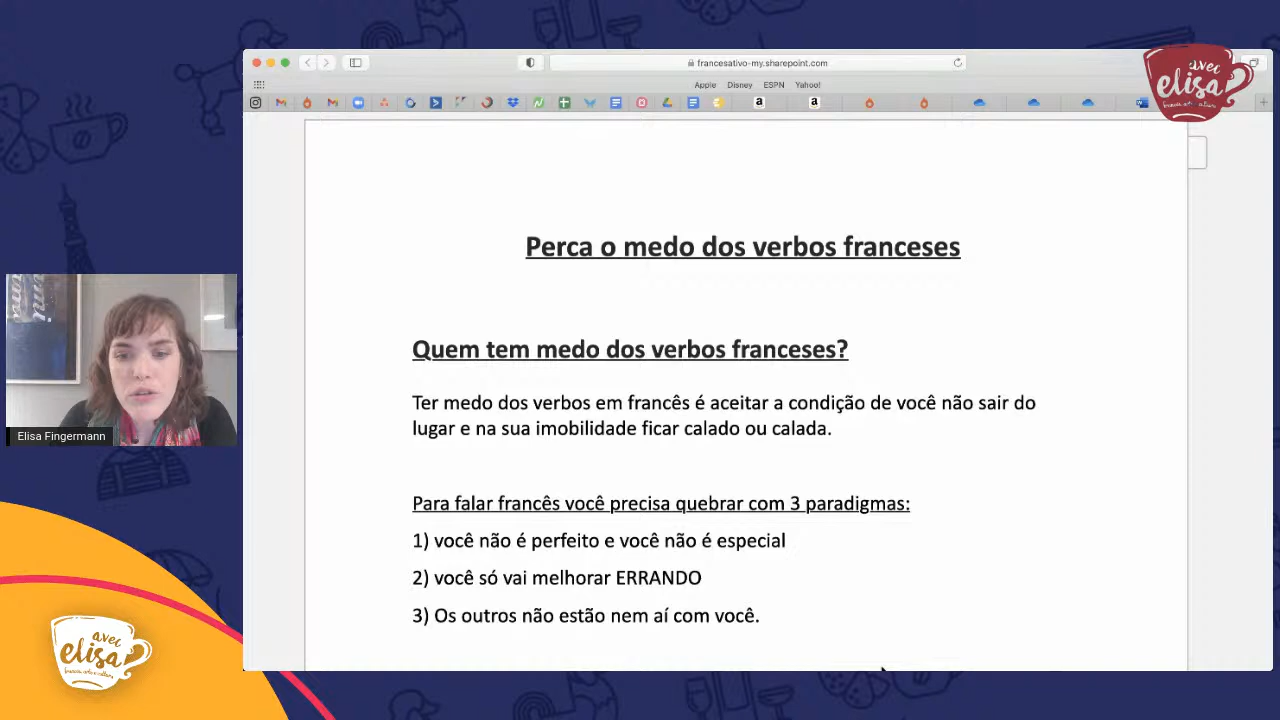 francesativo-my.sharepoint.com
Apple Disney ESPN Yahoo!
avec
elisa
Perca o medo dos verbos franceses
Quem tem medo dos verbos franceses?
Ter medo dos verbos em francês é aceitar a condição de você não sair do
lugar e na sua imobilidade ficar calado ou calada.
Elisa Fingermann
Para falar francês você precisa quebrar com 3 paradigmas:
1) você não é perfeito e você não é especial
2) você só vai melhorar ERRANDO
3) Os outros não estão nem aí com você.
avec
elisa